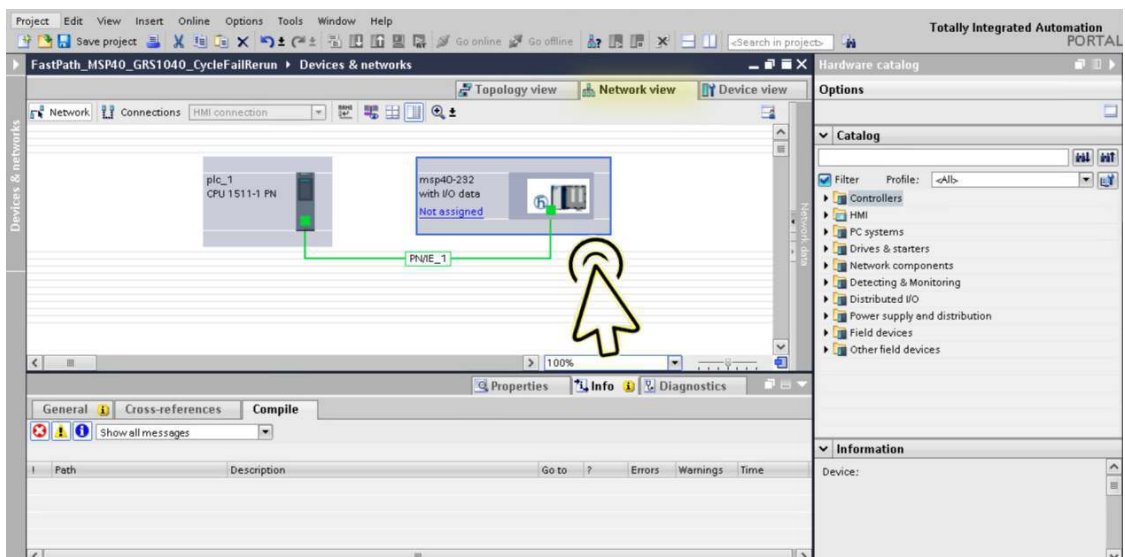 Project Edit View Insert Online Options Tools Window Help
Totally Integrated Automation
PORTAL
Save project Go online Go offline <Search in project>
FastPath_MSP40_GRS1040_CycleFailRerun ▸ Devices & networks
Hardware catalog
Topology view Network view Device view
Options
Network Connections HMI connection 100%
Catalog
Devices & networks
plc_1
CPU 1511-1 PN
msp40-232
with I/O data
Not assigned
PN/IE_1
Network data
Filter Profile: <All>
Controllers
HMI
PC systems
Drives & starters
Network components
Detecting & Monitoring
Distributed I/O
Power supply and distribution
Field devices
Other field devices
100%
Properties Info Diagnostics
General Cross-references Compile
Show all messages
Information
! Path Description Go to ? Errors Warnings Time
Device: